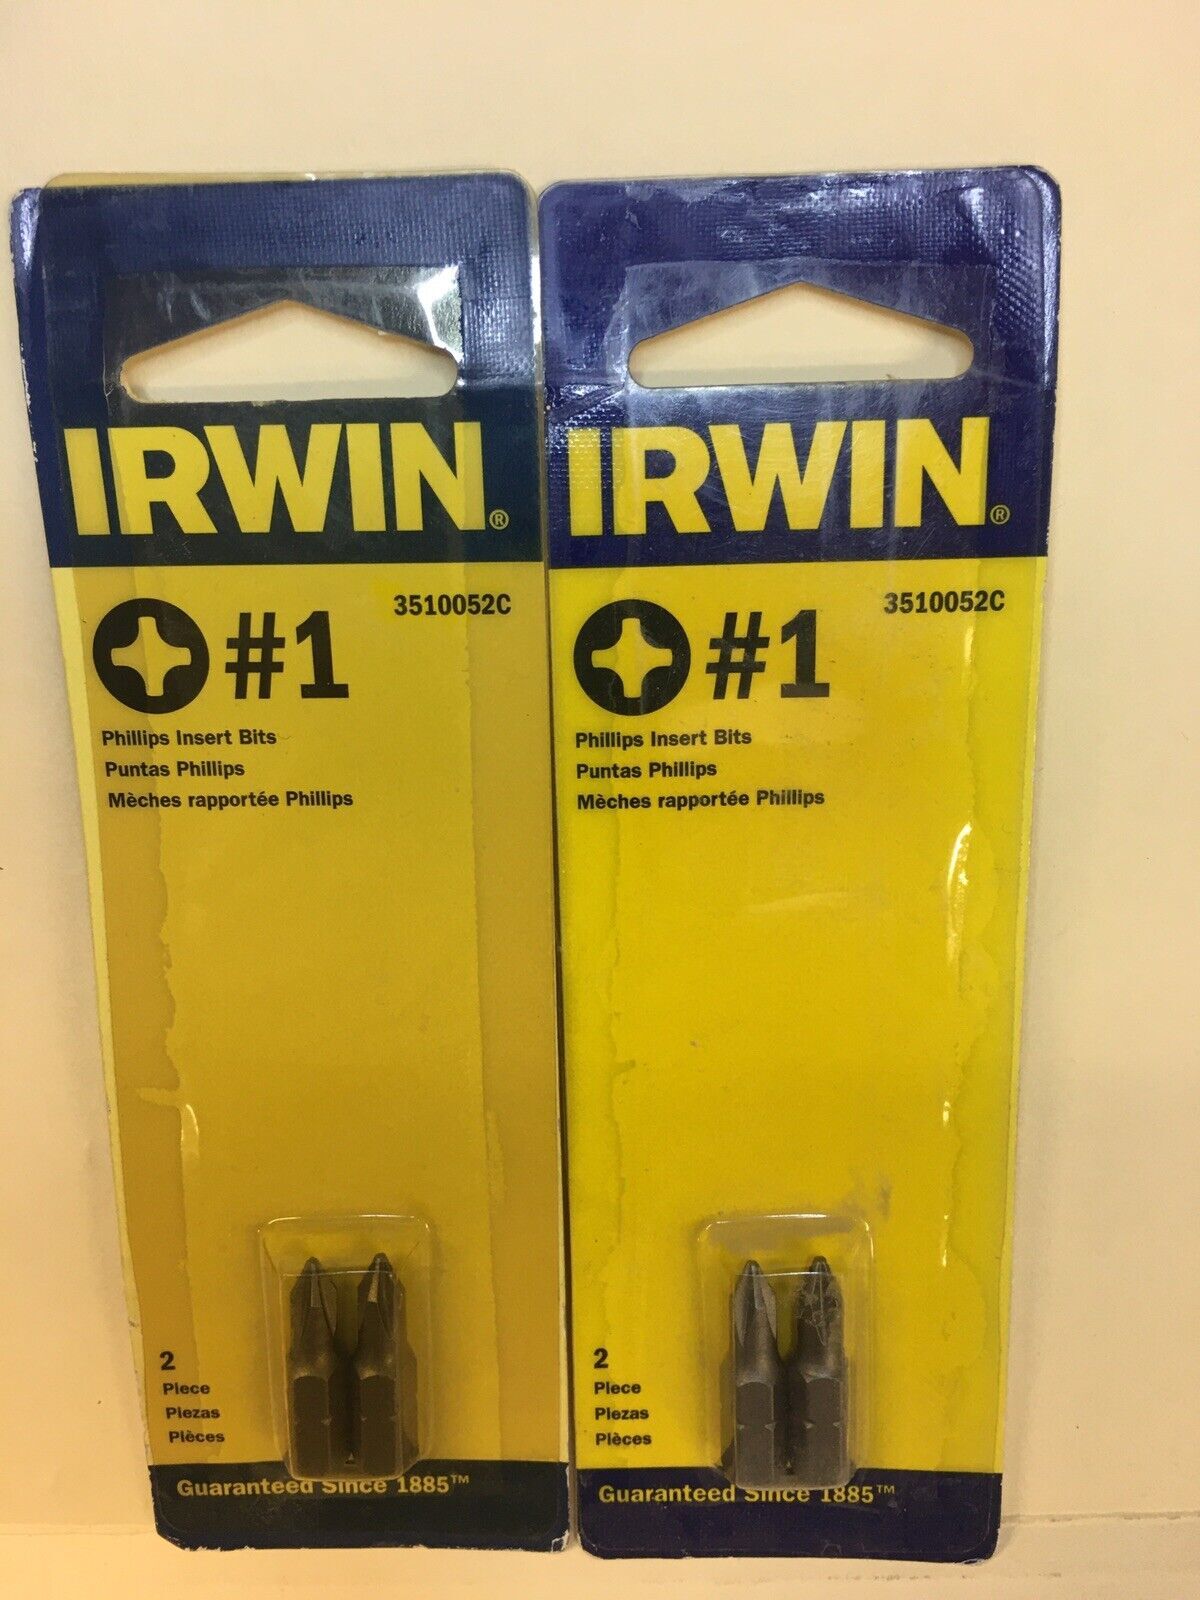 IRWIN®
3510052C
#1
Phillips Insert Bits
Puntas Phillips
Mèches rapportée Phillips
2
Piece
Piezas
Pièces
Guaranteed Since 1885™
IRWIN®
3510052C
#1
Phillips Insert Bits
Puntas Phillips
Mèches rapportée Phillips
2
Piece
Piezas
Pièces
Guaranteed Since 1885™